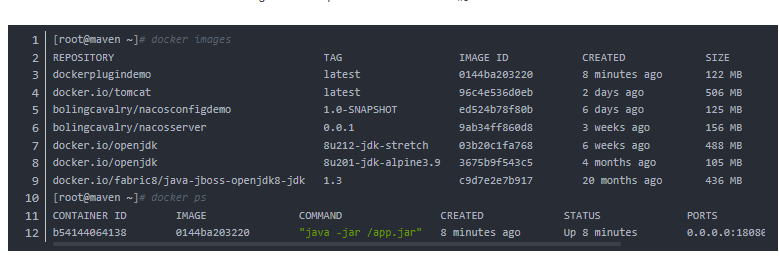 1 [root@maven ~]# docker images
2 REPOSITORY TAG IMAGE ID CREATED SIZE
3 dockerplugindemo latest 0144ba203220 8 minutes ago 122 MB
4 docker.io/tomcat latest 96c4e536d0eb 2 days ago 506 MB
5 bolingcavalry/nacosconfigdemo 1.0-SNAPSHOT ed524b78f80b 6 days ago 125 MB
6 bolingcavalry/nacosserver 0.0.1 9ab34ff860d8 3 weeks ago 156 MB
7 docker.io/openjdk 8u212-jdk-stretch 03b20c1fa768 6 weeks ago 488 MB
8 docker.io/openjdk 8u201-jdk-alpine3.9 3675b9f543c5 4 months ago 105 MB
9 docker.io/fabric8/java-jboss-openjdk8-jdk 1.3 c9d7e2e7b917 20 months ago 436 MB
10 [root@maven ~]# docker ps
11 CONTAINER ID IMAGE COMMAND CREATED STATUS PORTS
12 b54144064138 0144ba203220 "java -jar /app.jar" 8 minutes ago Up 8 minutes 0.0.0.0:18080